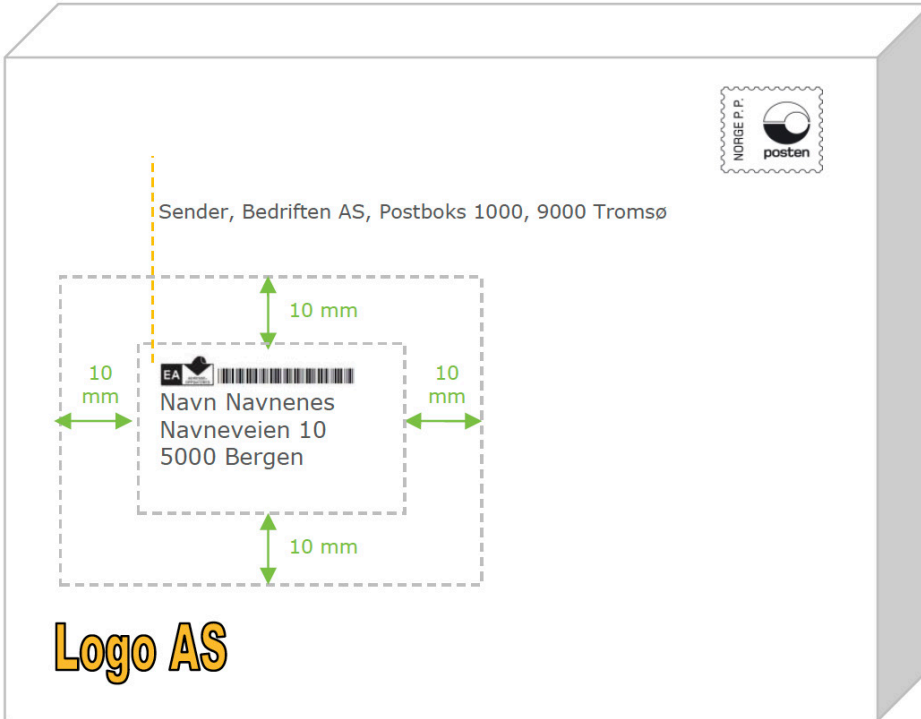 NORGE P.P.
posten
Sender, Bedriften AS, Postboks 1000, 9000 Tromsø
10 mm
10
mm
10
mm
EA
Navn Navnenes
Navneveien 10
5000 Bergen
10 mm
Logo AS